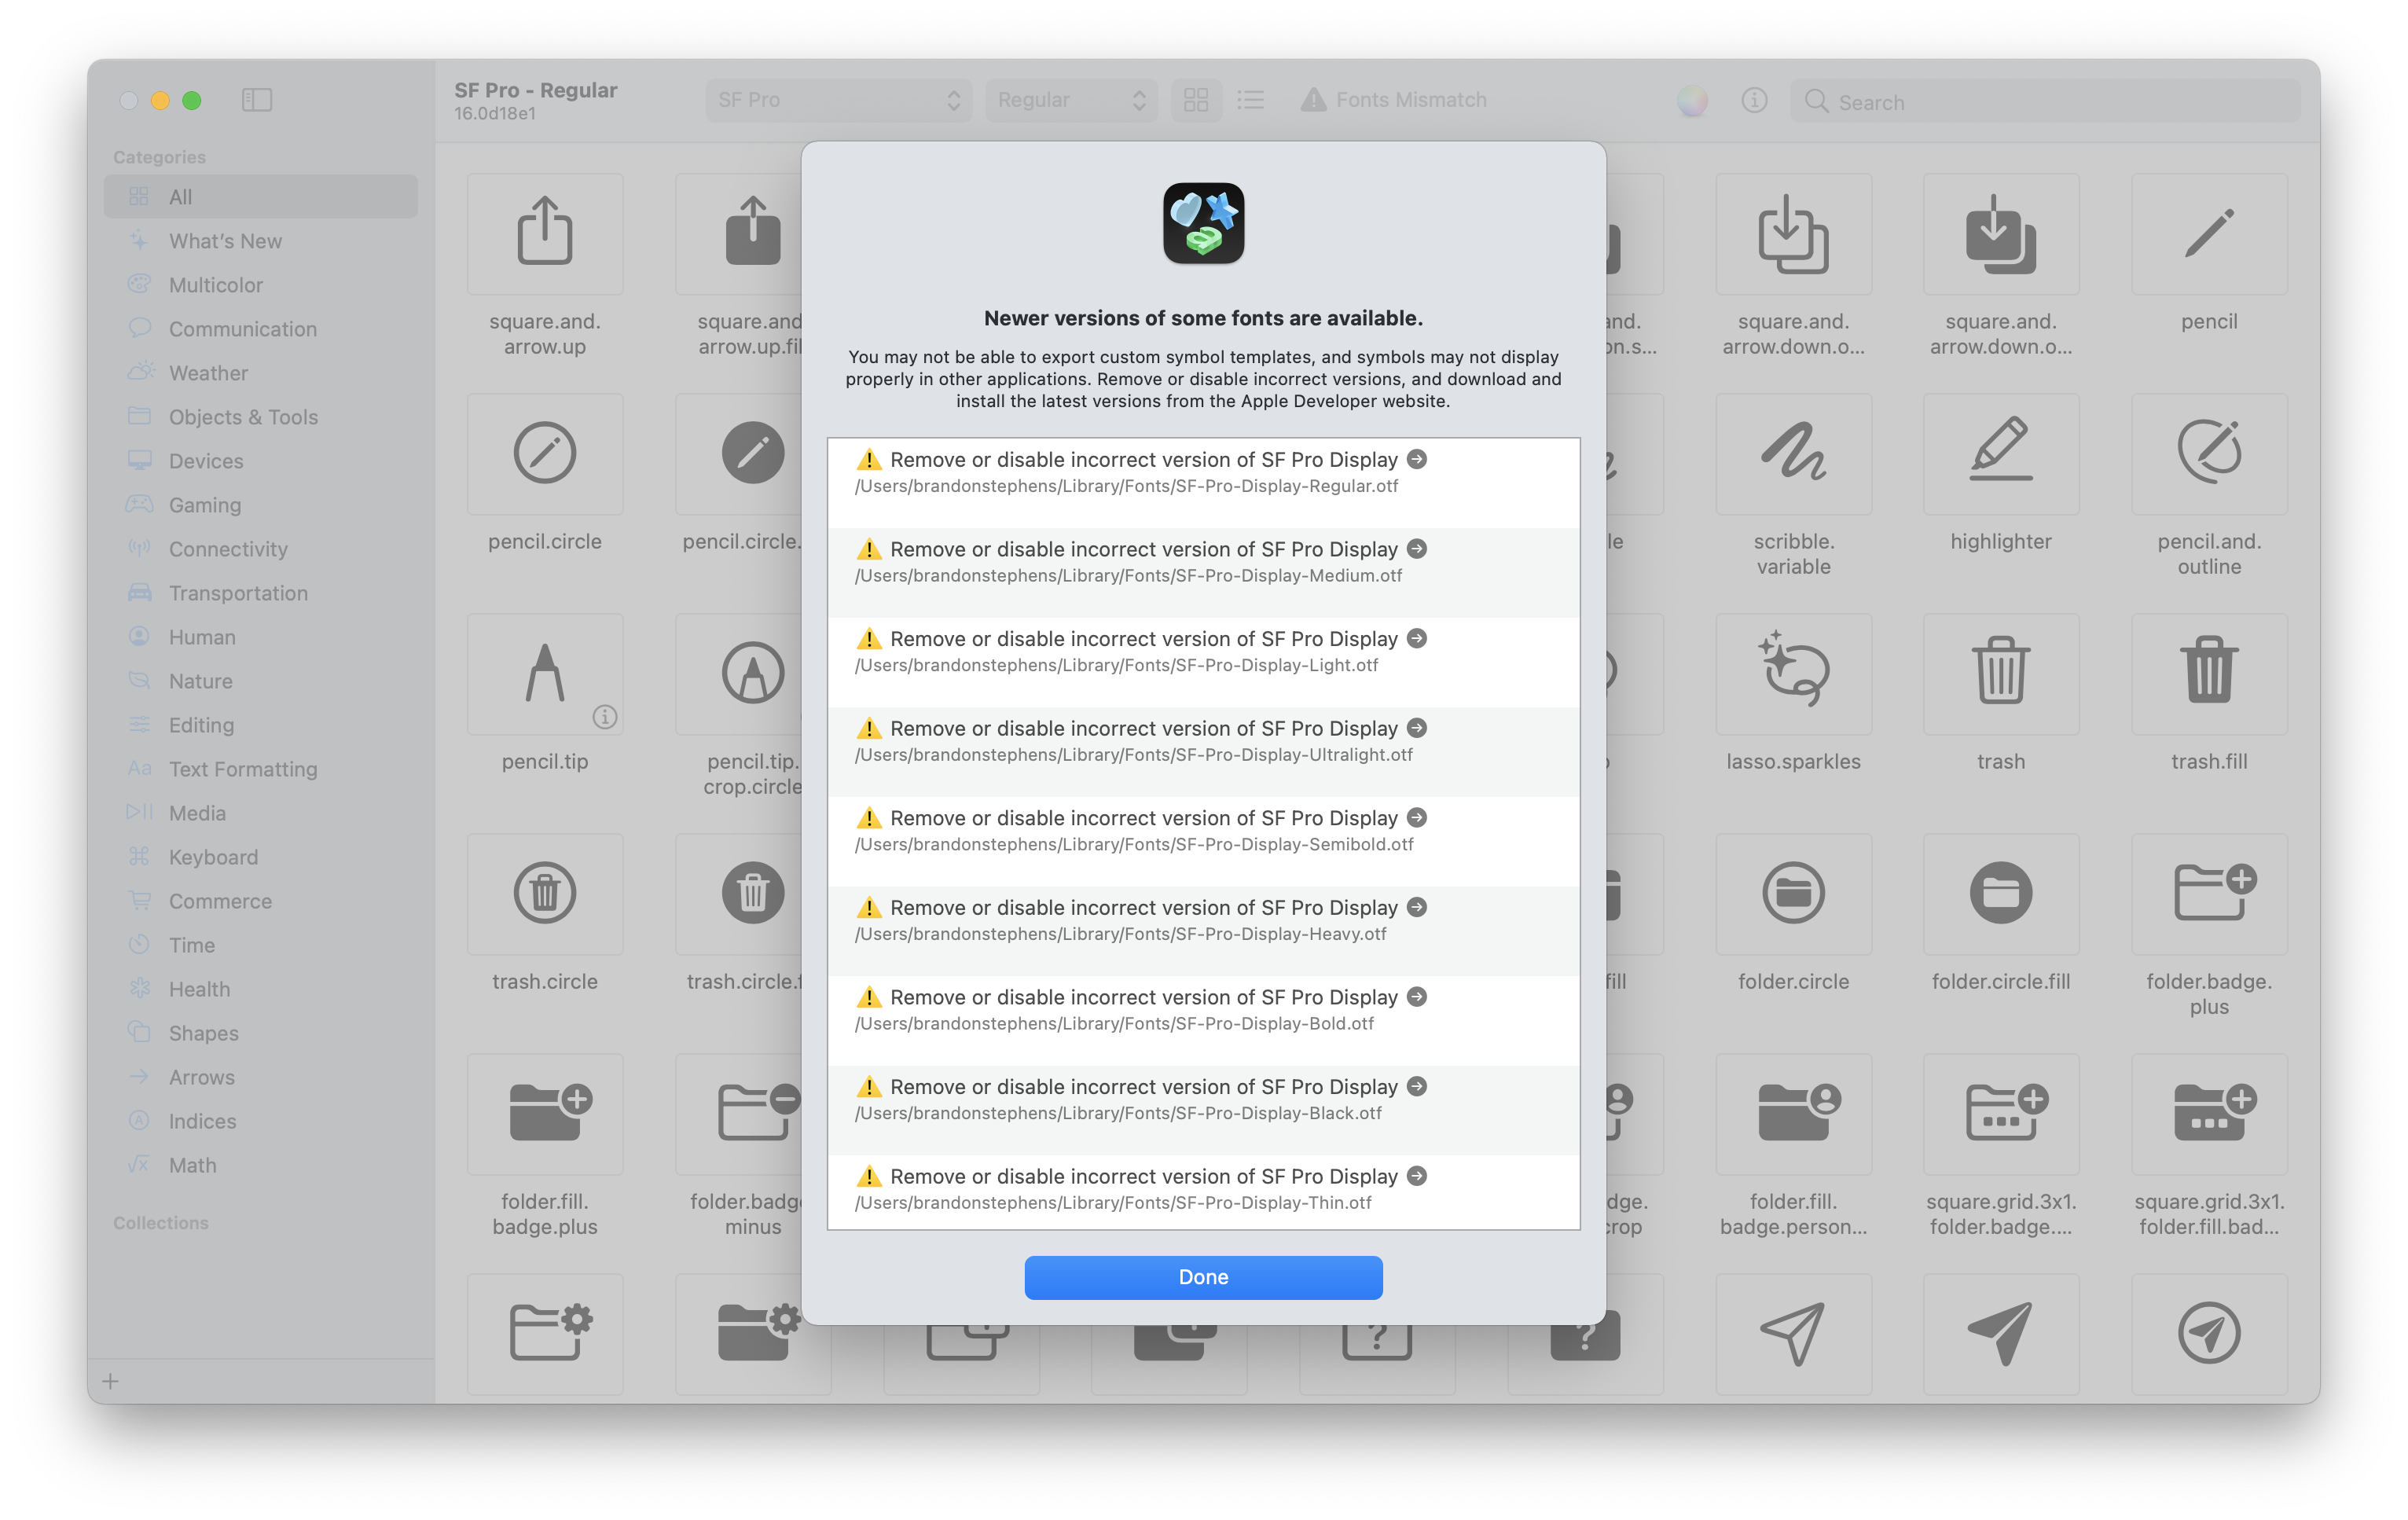 SF Pro - Regular
16.0d18e1
SF Pro
Regular
Fonts Mismatch
Search
Categories
All
What's New
Multicolor
Communication
Weather
Objects & Tools
Devices
Gaming
Connectivity
Transportation
Human
Nature
Editing
Text Formatting
Media
Keyboard
Commerce
Time
Health
Shapes
Arrows
Indices
Math
Collections
Newer versions of some fonts are available.
You may not be able to export custom symbol templates, and symbols may not display
properly in other applications. Remove or disable incorrect versions, and download and
install the latest versions from the Apple Developer website.
Remove or disable incorrect version of SF Pro Display
/Users/brandonstephens/Library/Fonts/SF-Pro-Display-Regular.otf
Remove or disable incorrect version of SF Pro Display
/Users/brandonstephens/Library/Fonts/SF-Pro-Display-Medium.otf
Remove or disable incorrect version of SF Pro Display
/Users/brandonstephens/Library/Fonts/SF-Pro-Display-Light.otf
Remove or disable incorrect version of SF Pro Display
/Users/brandonstephens/Library/Fonts/SF-Pro-Display-Ultralight.otf
Remove or disable incorrect version of SF Pro Display
/Users/brandonstephens/Library/Fonts/SF-Pro-Display-Semibold.otf
Remove or disable incorrect version of SF Pro Display
/Users/brandonstephens/Library/Fonts/SF-Pro-Display-Heavy.otf
Remove or disable incorrect version of SF Pro Display
/Users/brandonstephens/Library/Fonts/SF-Pro-Display-Bold.otf
Remove or disable incorrect version of SF Pro Display
/Users/brandonstephens/Library/Fonts/SF-Pro-Display-Black.otf
Remove or disable incorrect version of SF Pro Display
/Users/brandonstephens/Library/Fonts/SF-Pro-Display-Thin.otf
Done
square.and.
arrow.up
square.and
arrow.up.fil
and.
on.s...
square.and.
arrow.down.o...
square.and.
arrow.down.o...
pencil
pencil.circle
pencil.circle.
le
scribble.
variable
highlighter
pencil.and.
outline
pencil.tip
pencil.tip.
crop.circle
lasso.sparkles
trash
trash.fill
trash.circle
trash.circle.f
fill
folder.circle
folder.circle.fill
folder.badge.
plus
folder.fill.
badge.plus
folder.badg
minus
dge.
crop
folder.fill.
badge.person...
square.grid.3x1.
folder.badge....
square.grid.3x1.
folder.fill.bad...